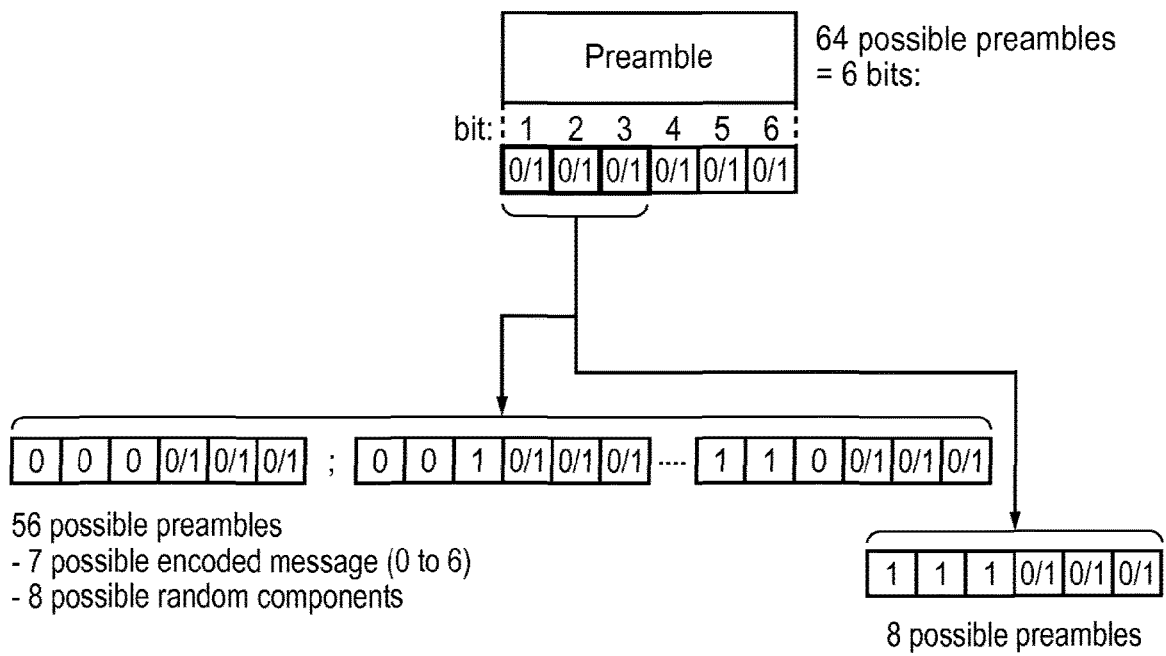 Preamble
64 possible preambles
= 6 bits:
bit: 1 2 3 4 5 6
0/1 0/1 0/1 0/1 0/1 0/1
0 0 0 0/1 0/1 0/1 ; 0 0 1 0/1 0/1 0/1 ···· 1 1 0 0/1 0/1 0/1
56 possible preambles
- 7 possible encoded message (0 to 6)
- 8 possible random components
1 1 1 0/1 0/1 0/1
8 possible preambles